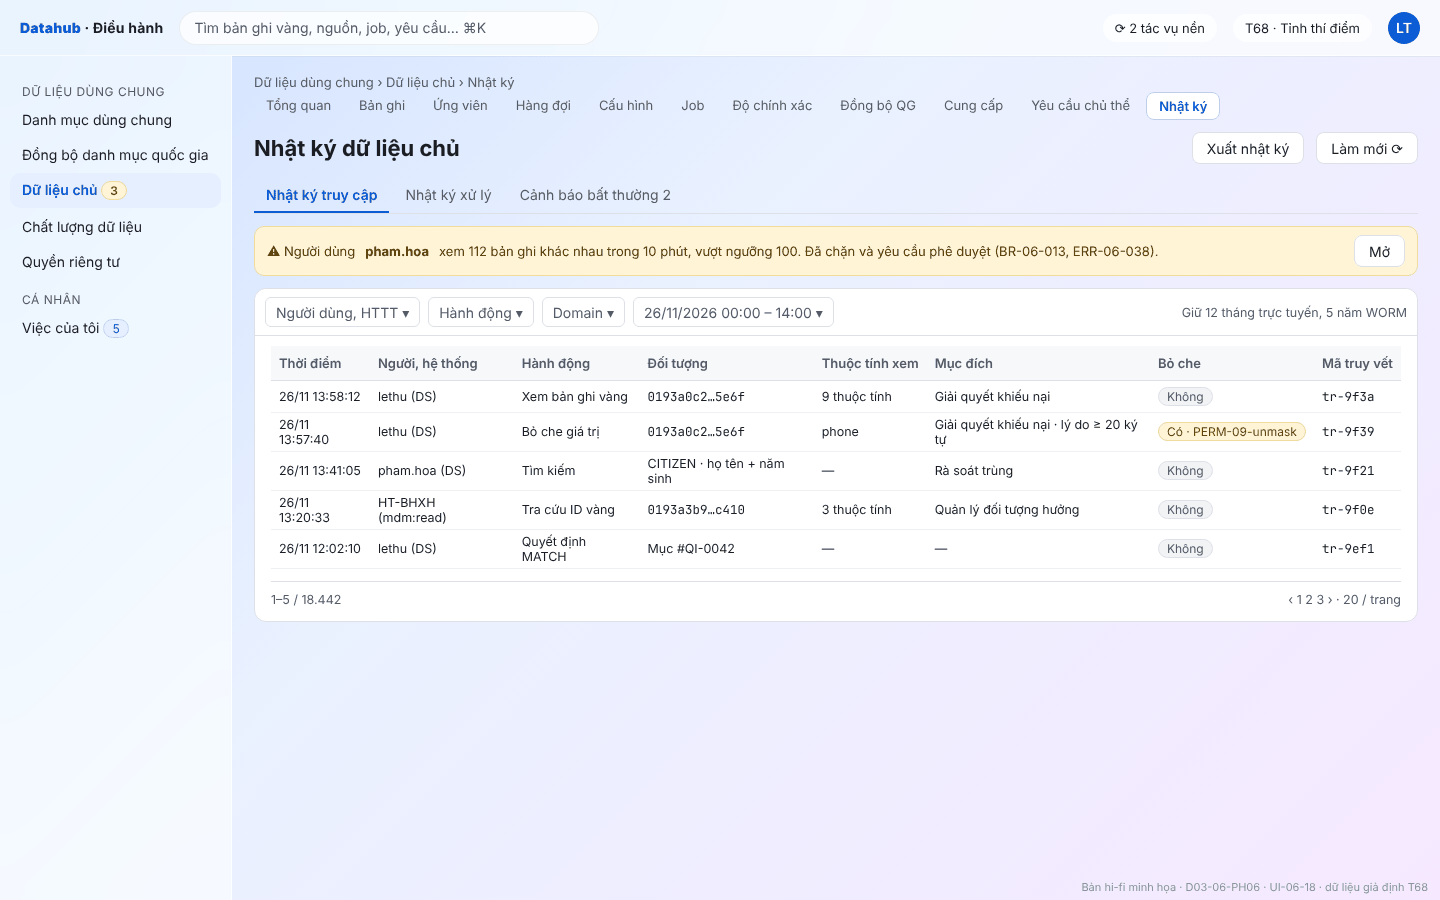 Datahub · Điều hành
Tìm bản ghi vàng, nguồn, job, yêu cầu... ⌘K
⟳ 2 tác vụ nền
T68 · Tỉnh thí điểm
LT
DỮ LIỆU DÙNG CHUNG
Danh mục dùng chung
Đồng bộ danh mục quốc gia
Dữ liệu chủ 3
Chất lượng dữ liệu
Quyền riêng tư
CÁ NHÂN
Việc của tôi 5
Dữ liệu dùng chung › Dữ liệu chủ › Nhật ký
Tổng quan Bản ghi Ứng viên Hàng đợi Cấu hình Job Độ chính xác Đồng bộ QG Cung cấp Yêu cầu chủ thể Nhật ký
Nhật ký dữ liệu chủ
Xuất nhật ký
Làm mới ⟳
Nhật ký truy cập Nhật ký xử lý Cảnh báo bất thường 2
⚠ Người dùng pham.hoa xem 112 bản ghi khác nhau trong 10 phút, vượt ngưỡng 100. Đã chặn và yêu cầu phê duyệt (BR-06-013, ERR-06-038).
Mở
Người dùng, HTTT ▾ Hành động ▾ Domain ▾ 26/11/2026 00:00 – 14:00 ▾ Giữ 12 tháng trực tuyến, 5 năm WORM
Thời điểm Người, hệ thống Hành động Đối tượng Thuộc tính xem Mục đích Bỏ che Mã truy vết
26/11 13:58:12 lethu (DS) Xem bản ghi vàng 0193a0c2…5e6f 9 thuộc tính Giải quyết khiếu nại Không tr-9f3a
26/11
13:57:40 lethu (DS) Bỏ che giá trị 0193a0c2…5e6f phone Giải quyết khiếu nại · lý do ≥ 20 ký
tự Có · PERM-09-unmask tr-9f39
26/11 13:41:05 pham.hoa (DS) Tìm kiếm CITIZEN · họ tên + năm
sinh — Rà soát trùng Không tr-9f21
26/11
13:20:33 HT-BHXH
(mdm:read) Tra cứu ID vàng 0193a3b9…c410 3 thuộc tính Quản lý đối tượng hưởng Không tr-9f0e
26/11 12:02:10 lethu (DS) Quyết định
MATCH Mục #QI-0042 — — Không tr-9ef1
1–5 / 18.442
‹ 1 2 3 › · 20 / trang
Bản hi-fi minh họa · D03-06-PH06 · UI-06-18 · dữ liệu giả định T68